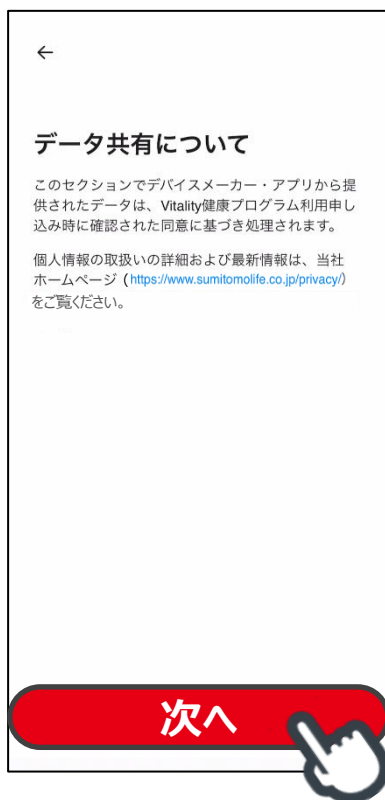 データ共有について
このセクションでデバイスメーカー・アプリから提
供されたデータは、Vitality健康プログラム利用申し
込み時に確認された同意に基づき処理されます。
個人情報の取扱いの詳細および最新情報は、当社
ホームページ（https://www.sumitomolife.co.jp/privacy/）
をご覧ください。
次へ